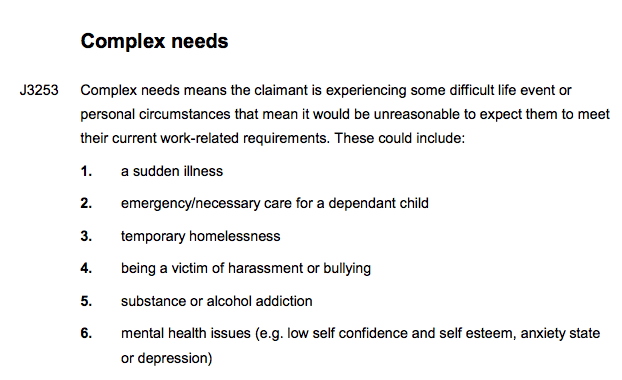 Complex needs
J3253 Complex needs means the claimant is experiencing some difficult life event or
personal circumstances that mean it would be unreasonable to expect them to meet
their current work-related requirements. These could include:
1. a sudden illness
2. emergency/necessary care for a dependant child
3. temporary homelessness
4. being a victim of harassment or bullying
5. substance or alcohol addiction
6. mental health issues (e.g. low self confidence and self esteem, anxiety state
or depression)